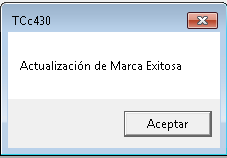 TCc430
Actualización de Marca Exitosa
Aceptar